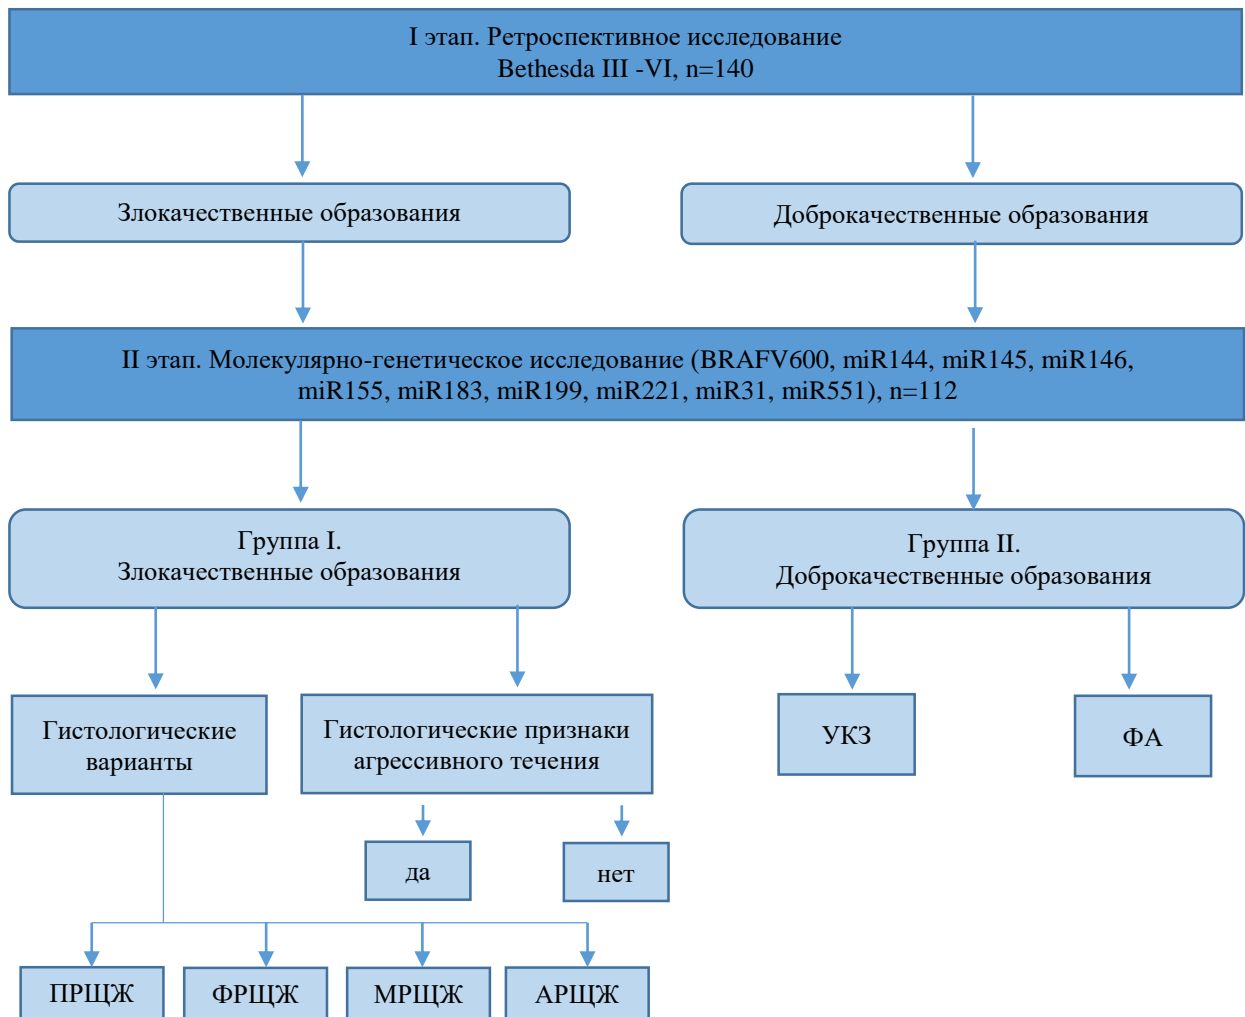 I этап. Ретроспективное исследование
Bethesda III -VI, n=140
Злокачественные образования
Доброкачественные образования
II этап. Молекулярно-генетическое исследование (BRAFV600, miR144, miR145, miR146,
miR155, miR183, miR199, miR221, miR31, miR551), n=112
Группа I.
Злокачественные образования
Группа II.
Доброкачественные образования
Гистологические
варианты
Гистологические признаки
агрессивного течения
УКЗ
ФА
да
нет
ПРЩЖ
ФРЩЖ
МРЩЖ
АРЩЖ